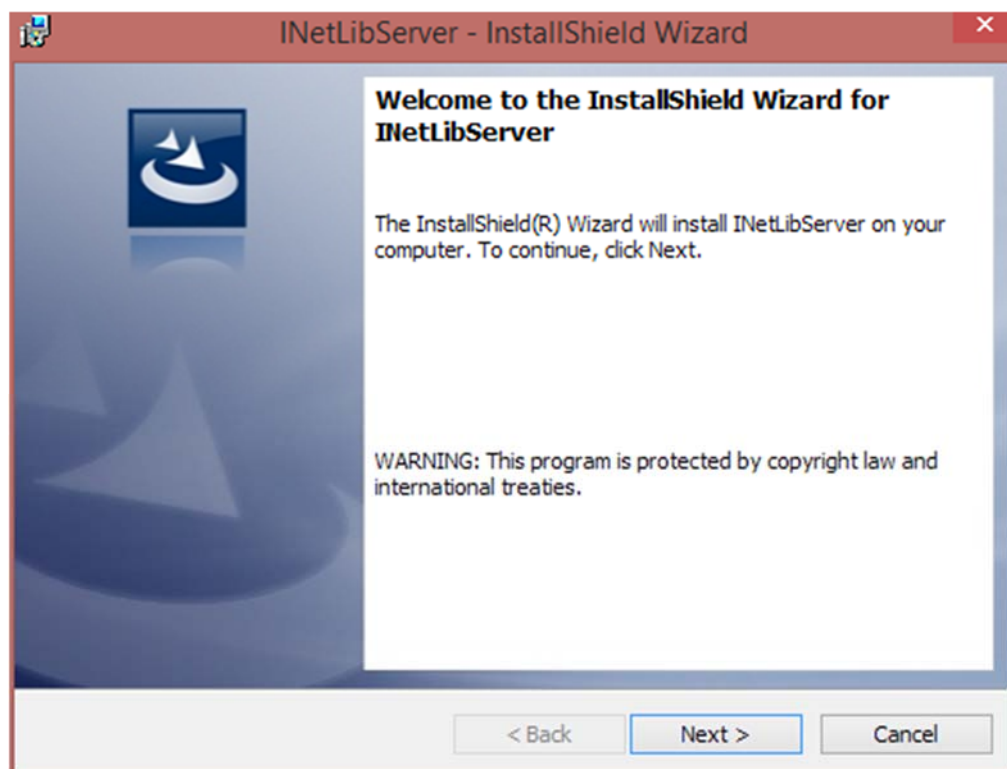 INetLibServer - InstallShield Wizard
Welcome to the InstallShield Wizard for
INetLibServer
The InstallShield(R) Wizard will install INetLibServer on your
computer. To continue, click Next.
WARNING: This program is protected by copyright law and
international treaties.
< Back
Next >
Cancel